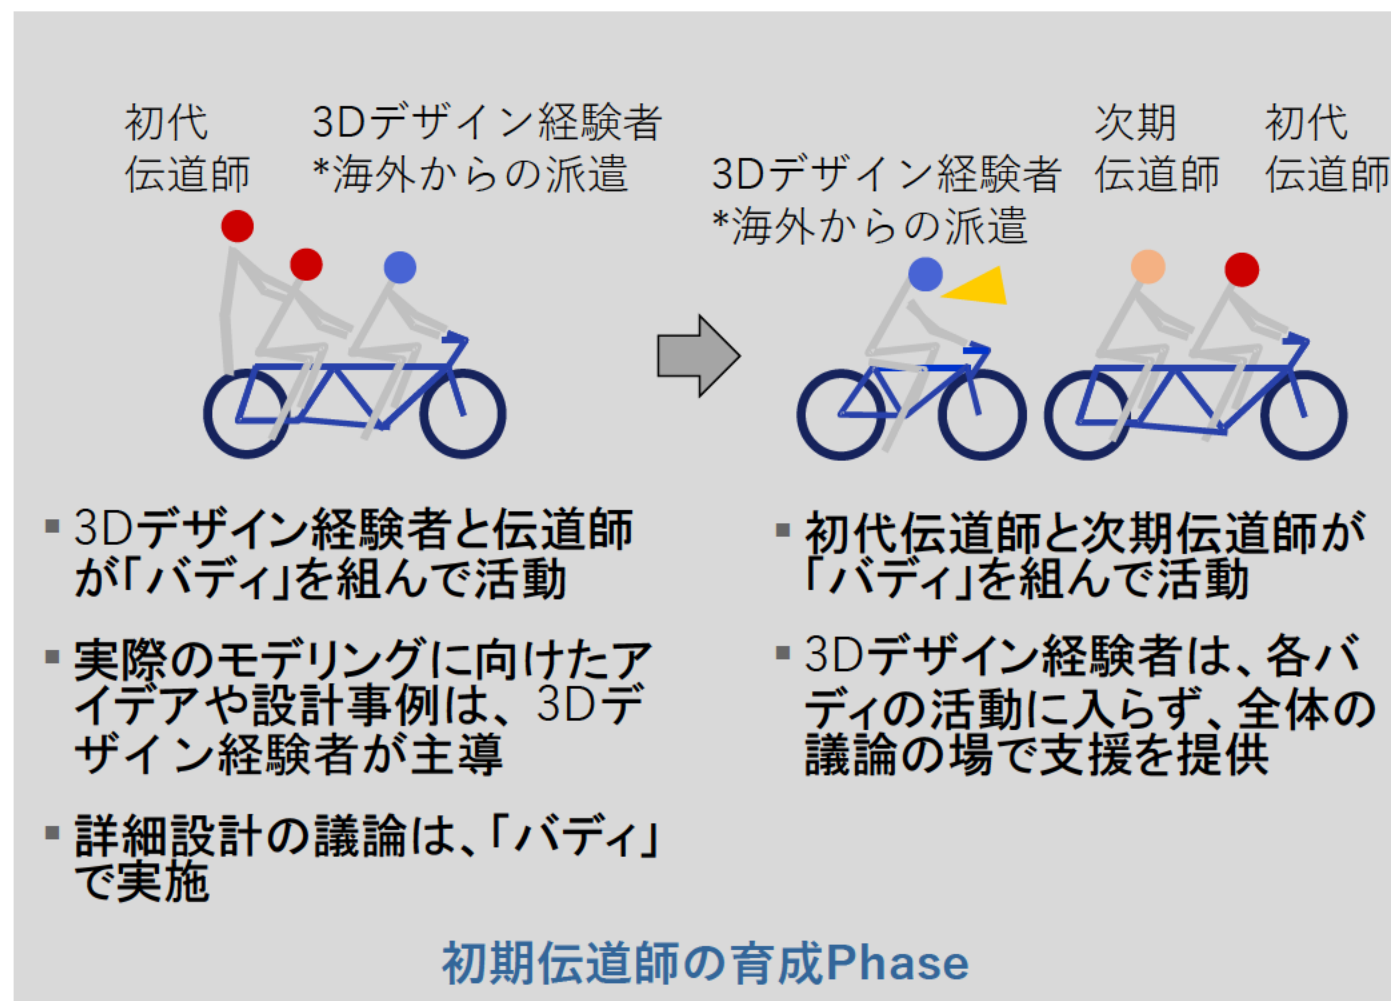 初代
伝道師
3Dデザイン経験者
*海外からの派遣
3Dデザイン経験者
*海外からの派遣
次期
伝道師
初代
伝道師
▪ 3Dデザイン経験者と伝道師
が「バディ」を組んで活動
▪ 実際のモデリングに向けたア
イデアや設計事例は、3Dデ
ザイン経験者が主導
▪ 詳細設計の議論は、「バディ」
で実施
▪ 初代伝道師と次期伝道師が
「バディ」を組んで活動
▪ 3Dデザイン経験者は、各バ
ディの活動に入らず、全体の
議論の場で支援を提供
初期伝道師の育成Phase